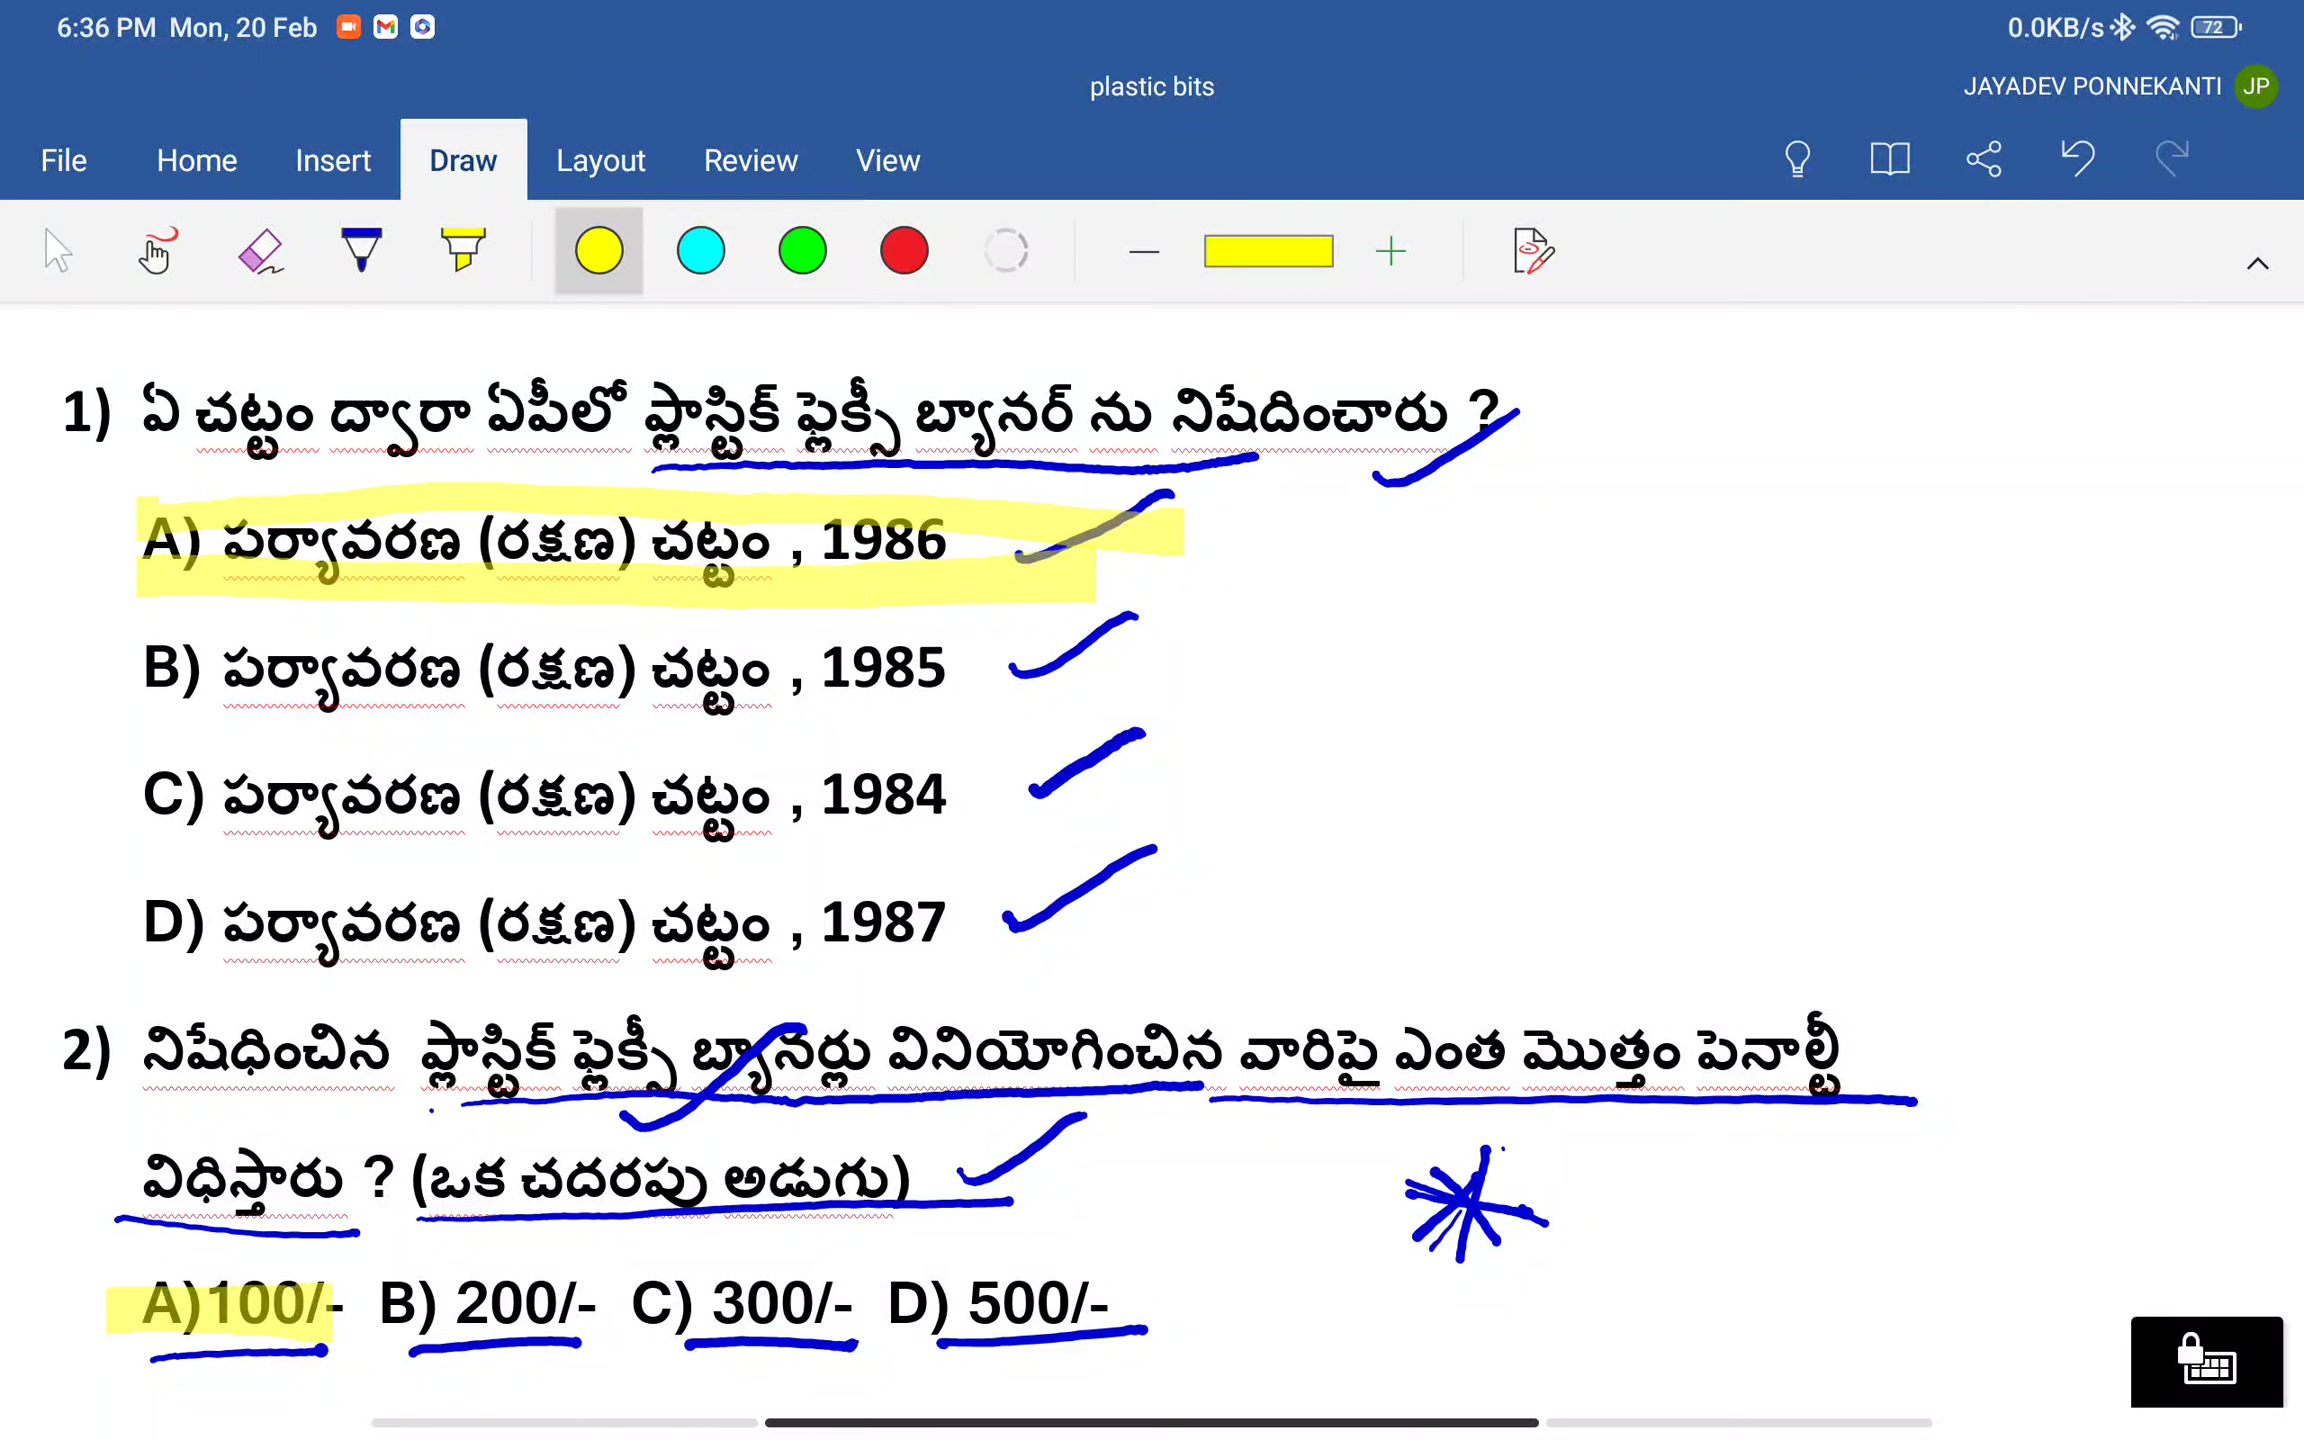 6:36 PM Mon, 20 Feb
0.0KB/s 72
plastic bits
JAYADEV PONNEKANTI JP
File Home Insert Draw Layout Review View
1) ఏ చట్టం ద్వారా ఏపీలో ప్లాస్టిక్ ఫ్లెక్సీ బ్యానర్ ను నిషేదించారు ?
A) పర్యావరణ (రక్షణ) చట్టం , 1986
B) పర్యావరణ (రక్షణ) చట్టం , 1985
C) పర్యావరణ (రక్షణ) చట్టం , 1984
D) పర్యావరణ (రక్షణ) చట్టం , 1987
2) నిషేధించిన ప్లాస్టిక్ ఫ్లెక్సీ బ్యానర్లు వినియోగించిన వారిపై ఎంత మొత్తం పెనాల్టీ
విధిస్తారు ? (ఒక చదరపు అడుగు)
A)100/- B) 200/- C) 300/- D) 500/-